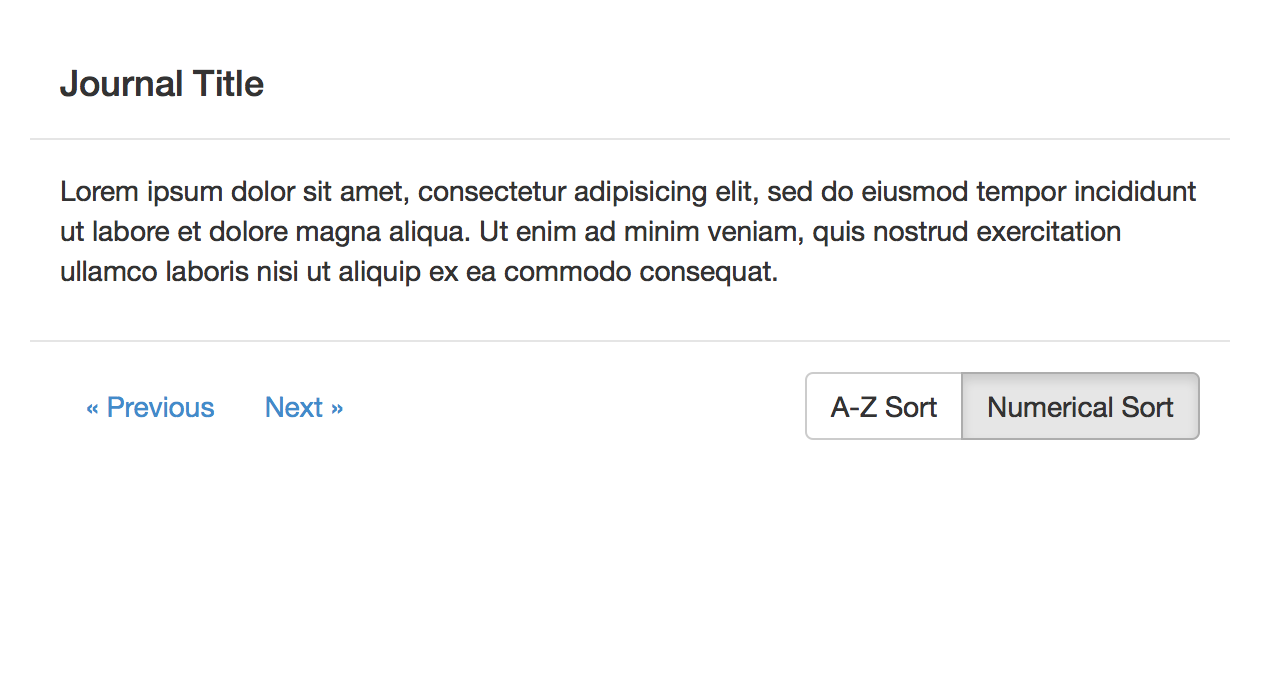 Journal Title
Lorem ipsum dolor sit amet, consectetur adipisicing elit, sed do eiusmod tempor incididunt
ut labore et dolore magna aliqua. Ut enim ad minim veniam, quis nostrud exercitation
ullamco laboris nisi ut aliquip ex ea commodo consequat.
« Previous Next » A-Z Sort Numerical Sort